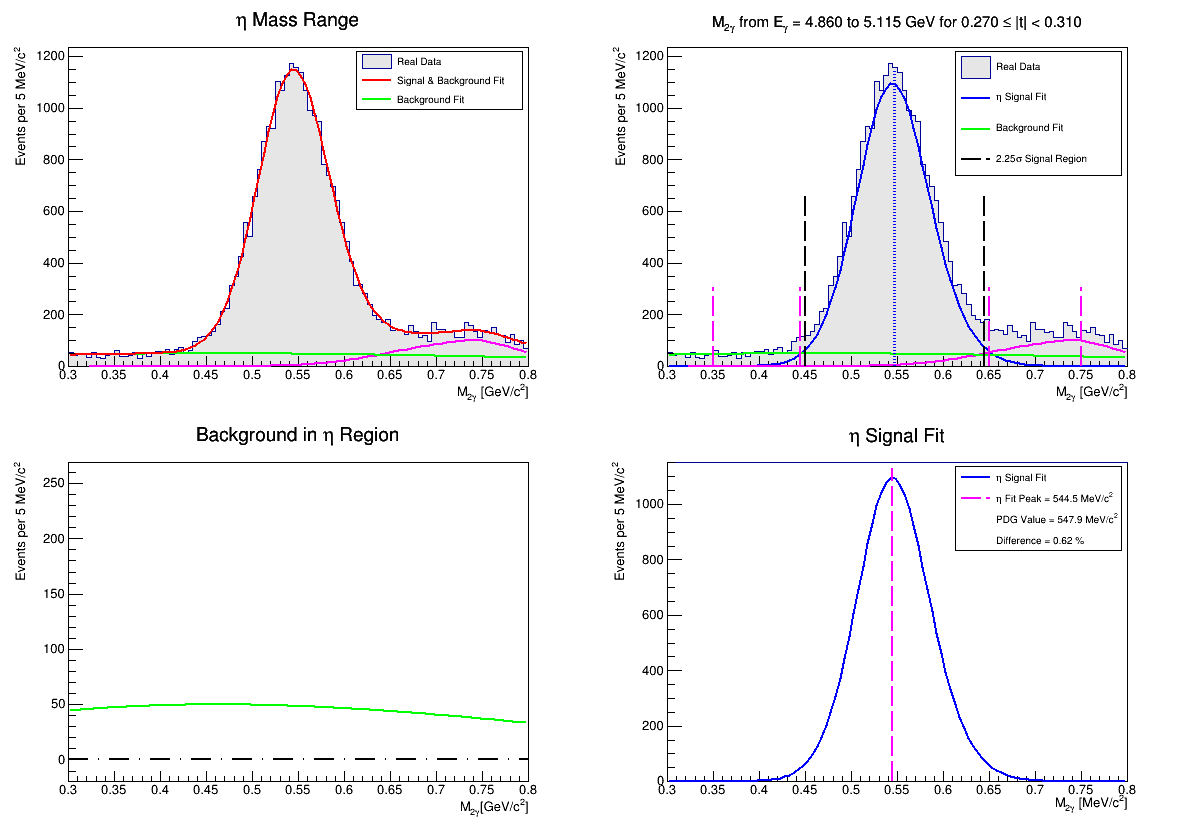 η Mass Range
Events per 5 MeV/c²
1200
1000
800
600
400
200
0
Real Data
Signal & Background Fit
Background Fit
0.3 0.35 0.4 0.45 0.5 0.55 0.6 0.65 0.7 0.75 0.8
M₂γ [GeV/c²]
M₂γ from Eγ = 4.860 to 5.115 GeV for 0.270 ≤ |t| < 0.310
Events per 5 MeV/c²
1200
1000
800
600
400
200
0
Real Data
η Signal Fit
Background Fit
2.25σ Signal Region
0.3 0.35 0.4 0.45 0.5 0.55 0.6 0.65 0.7 0.75 0.8
M₂γ [GeV/c²]
Background in η Region
Events per 5 MeV/c²
250
200
150
100
50
0
0.3 0.35 0.4 0.45 0.5 0.55 0.6 0.65 0.7 0.75 0.8
M₂γ[GeV/c²]
η Signal Fit
Events per 5 MeV/c²
1000
800
600
400
200
0
η Signal Fit
η Fit Peak = 544.5 MeV/c²
PDG Value = 547.9 MeV/c²
Difference = 0.62 %
0.3 0.35 0.4 0.45 0.5 0.55 0.6 0.65 0.7 0.75 0.8
M₂γ [MeV/c²]